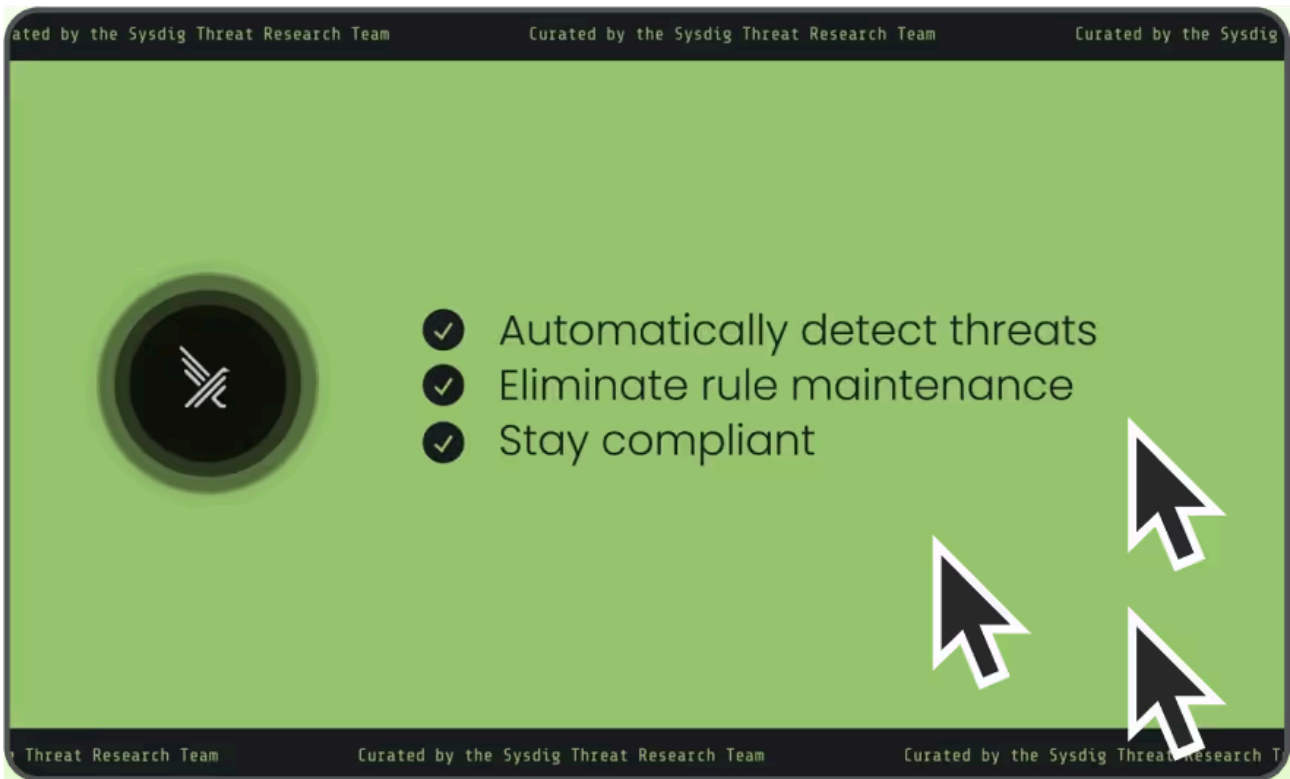 ated by the Sysdig Threat Research Team Curated by the Sysdig Threat Research Team Curated by the Sysdig
Automatically detect threats
Eliminate rule maintenance
Stay compliant
Threat Research Team Curated by the Sysdig Threat Research Team Curated by the Sysdig Threat Research T